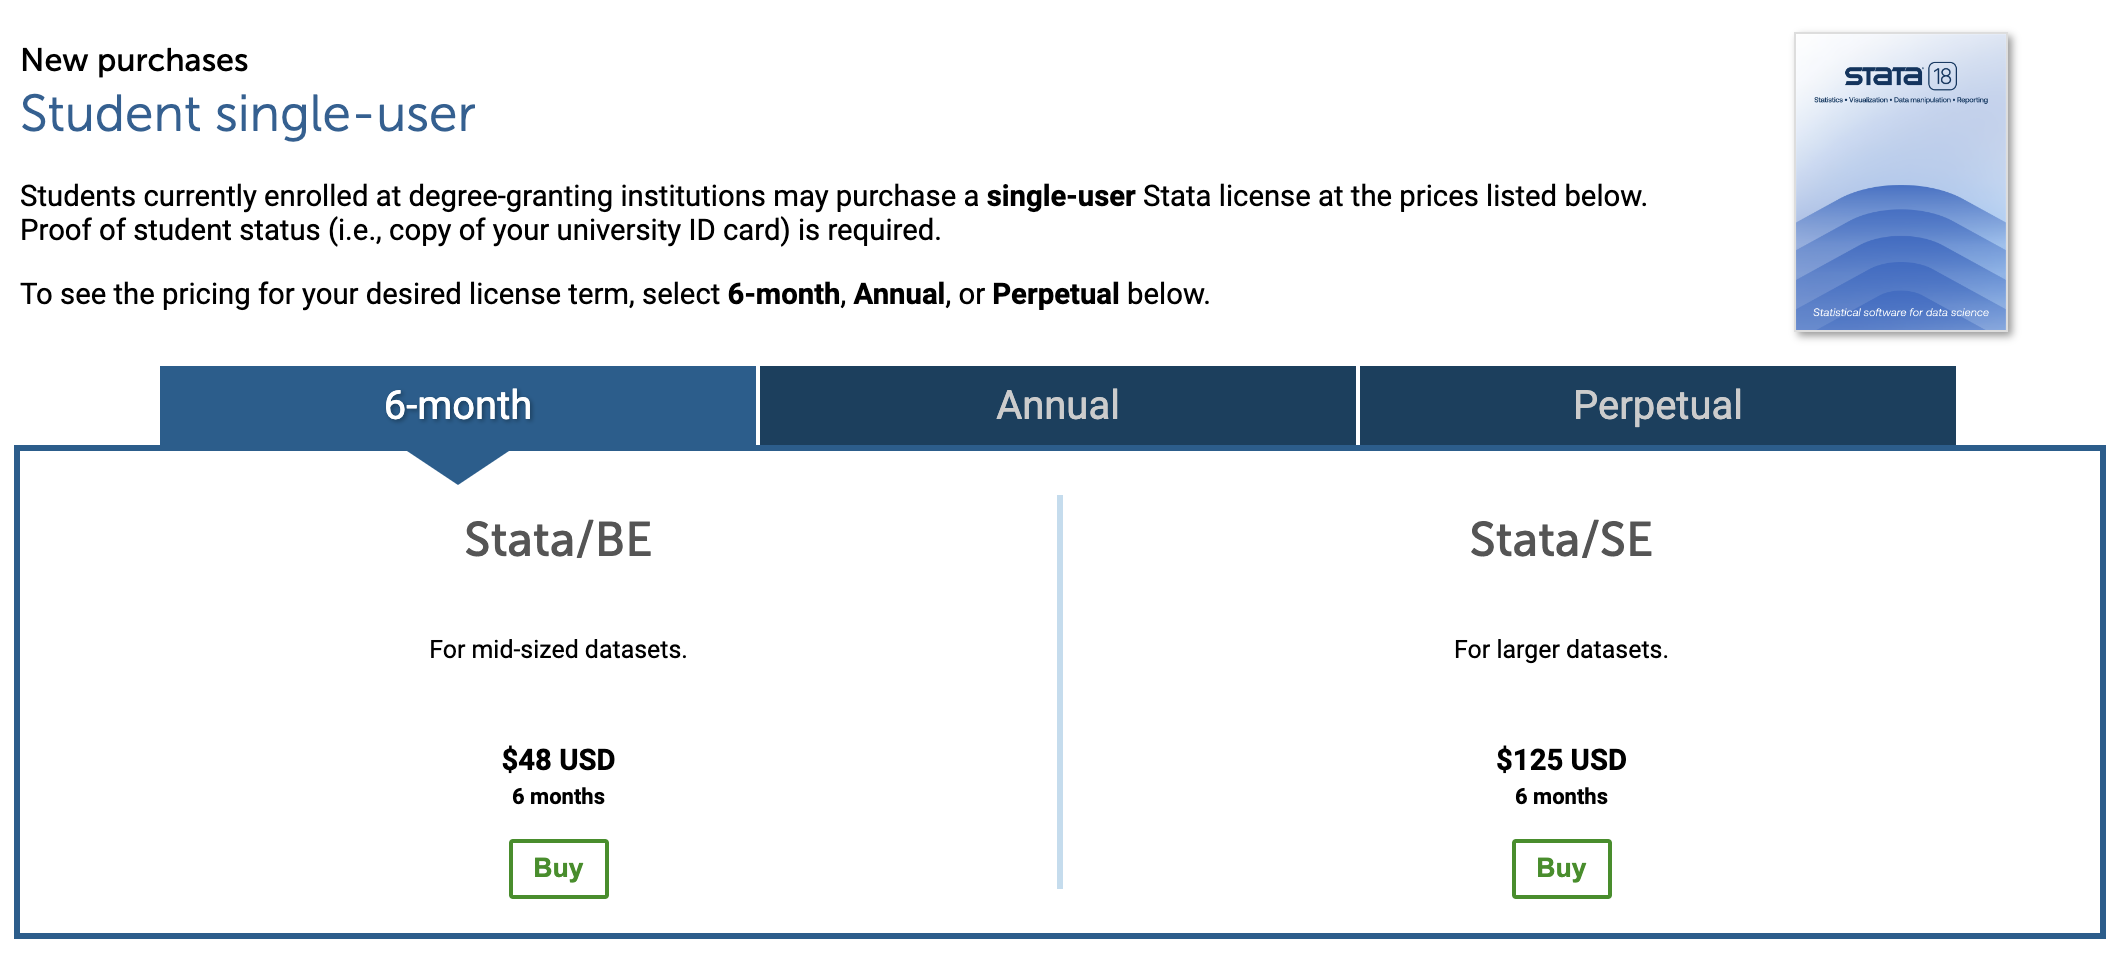 New purchases
Student single-user
Students currently enrolled at degree-granting institutions may purchase a single-user Stata license at the prices listed below.
Proof of student status (i.e., copy of your university ID card) is required.
To see the pricing for your desired license term, select 6-month, Annual, or Perpetual below.
stata 18
Statistics • Visualization • Data manipulation • Reporting
Statistical software for data science
6-month
Annual
Perpetual
Stata/BE
For mid-sized datasets.
$48 USD
6 months
Buy
Stata/SE
For larger datasets.
$125 USD
6 months
Buy